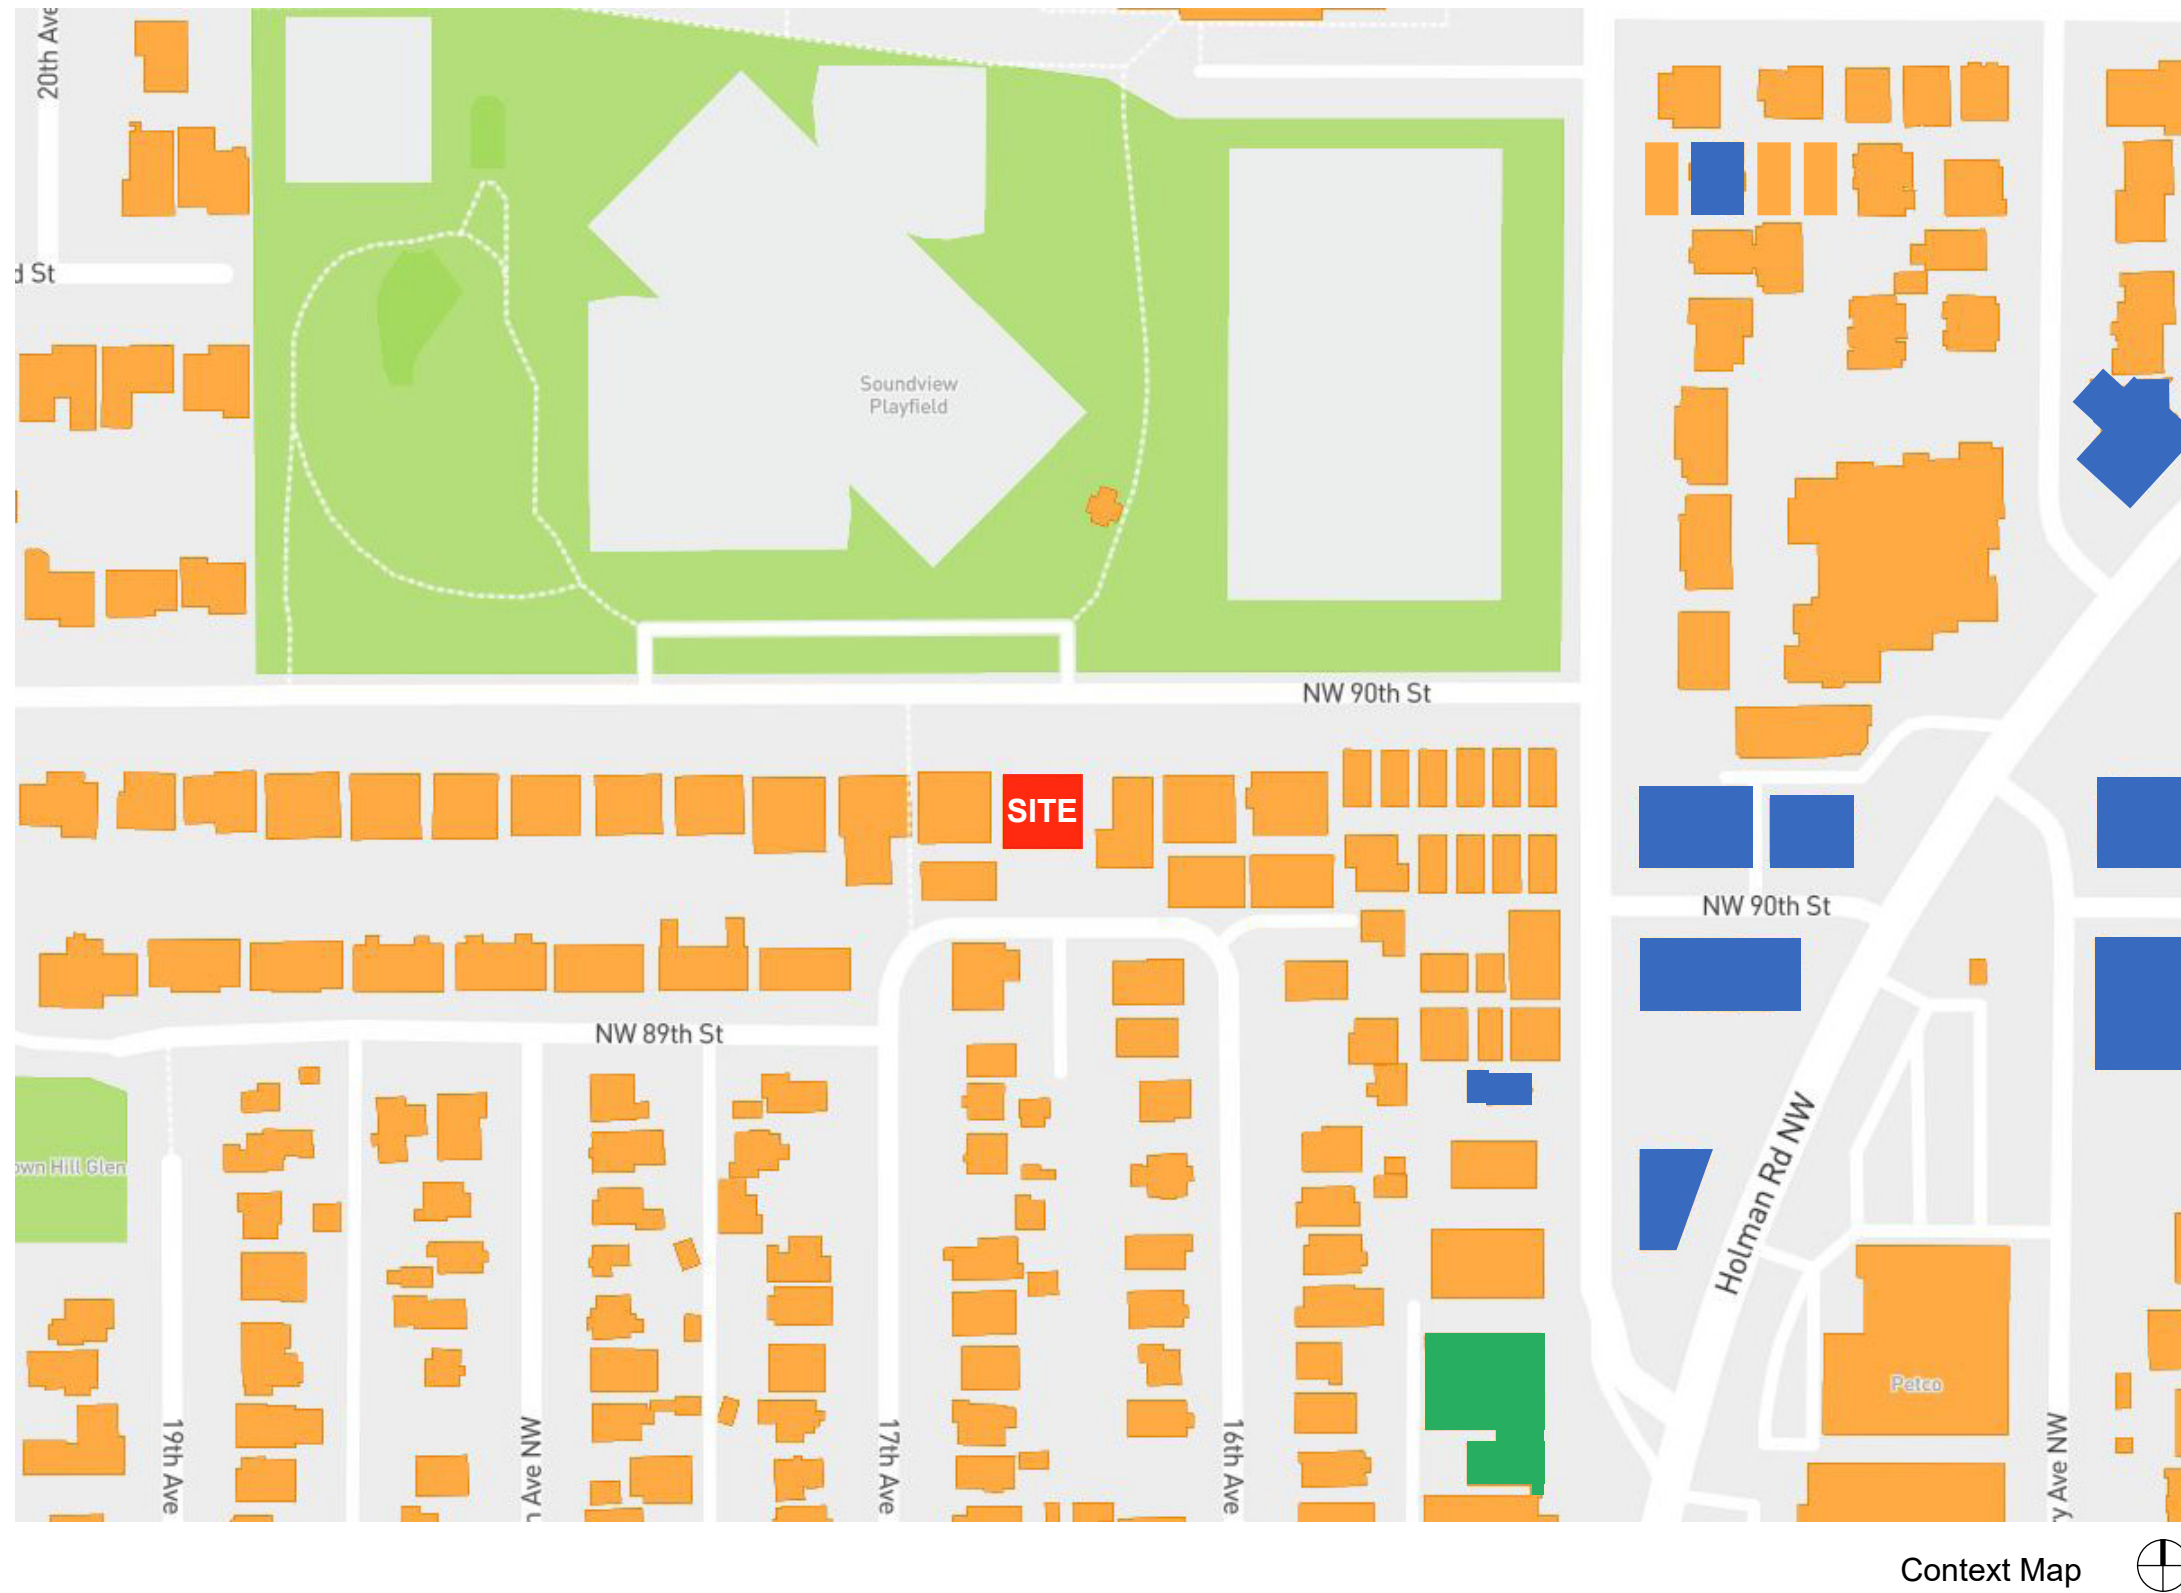 20th Ave
d St
Soundview
Playfield
NW 90th St
SITE
NW 90th St
NW 89th St
Holman Rd NW
own Hill Glen
Petco
19th Ave
n Ave NW
17th Ave
16th Ave
y Ave NW
Context Map